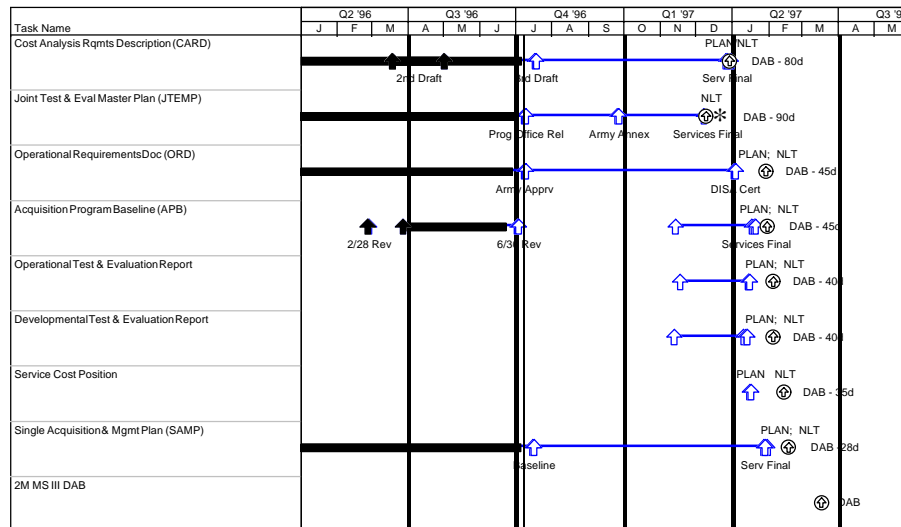 Q2 '96 Q3 '96 Q4 '96 Q1 '97 Q2 '97 Q3 '9
Task Name J F M A M J J A S O N D J F M A M
Cost Analysis Rqmts Description (CARD)
PLAN/NLT
DAB - 80d
2nd Draft 3rd Draft Serv Final
Joint Test & Eval Master Plan (JTEMP)
NLT
* DAB - 90d
Prog Office Rel Army Annex Services Final
Operational Requirements Doc (ORD)
PLAN; NLT
DAB - 45d
Army Apprv DISA Cert
Acquisition Program Baseline (APB)
PLAN; NLT
DAB - 45d
2/28 Rev 6/30 Rev Services Final
Operational Test & Evaluation Report
PLAN; NLT
DAB - 40d
Developmental Test & Evaluation Report
PLAN; NLT
DAB - 40d
Service Cost Position
PLAN NLT
DAB - 35d
Single Acquisition & Mgmt Plan (SAMP)
PLAN; NLT
DAB - 28d
Baseline Serv Final
2M MS III DAB
DAB